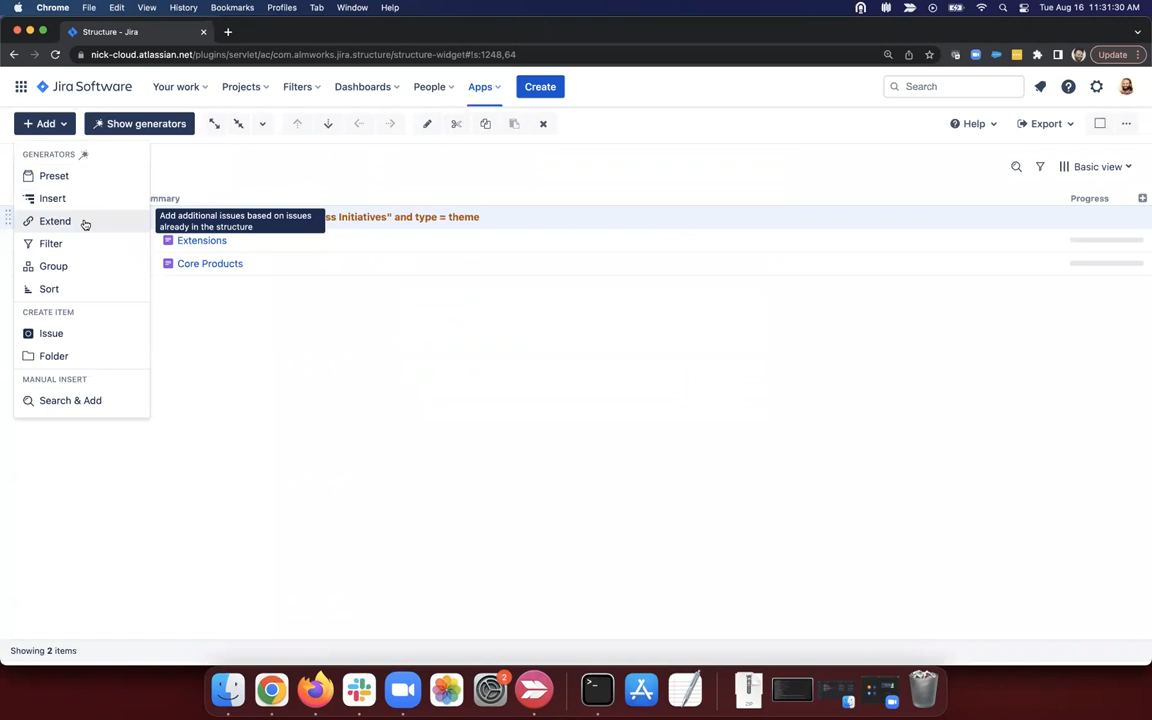 Chrome File Edit View History Bookmarks Profiles Tab Window Help Tue Aug 16 11:31:30 AM
Structure - Jira
nick-cloud.atlassian.net/plugins/servlet/ac/com.almworks.jira.structure/structure-widget#!s:1248,64 Update
Jira Software Your work Projects Filters Dashboards People Apps Create Search
+ Add Show generators Help Export
GENERATORS
Preset Basic view
Insert mmary Progress
Extend Add additional issues based on issues already in the structure ss Initiatives" and type = theme
Filter Extensions
Group Core Products
Sort
CREATE ITEM
Issue
Folder
MANUAL INSERT
Search & Add
Showing 2 items
2
ZIP